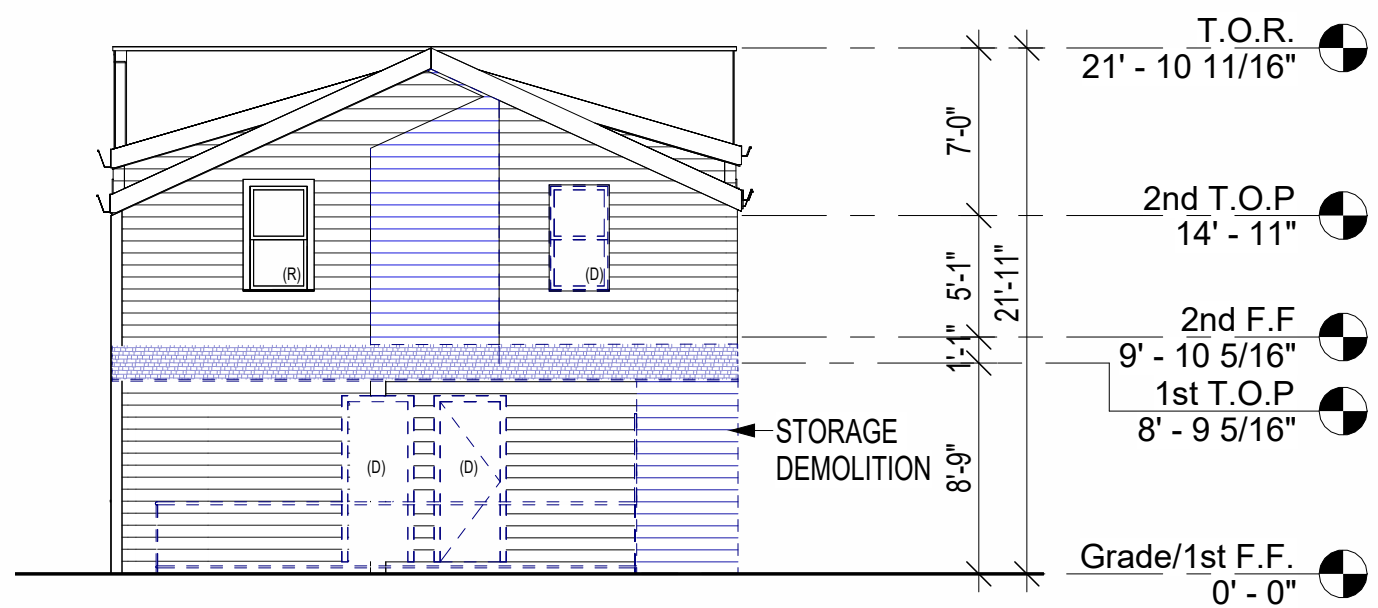 T.O.R.
21' - 10 11/16"
7'-0"
2nd T.O.P
14' - 11"
(R)
(D)
5'-1"
21'-11"
2nd F.F
9' - 10 5/16"
1'-1"
1st T.O.P
8' - 9 5/16"
STORAGE
DEMOLITION
(D)
(D)
8'-9"
Grade/1st F.F.
0' - 0"